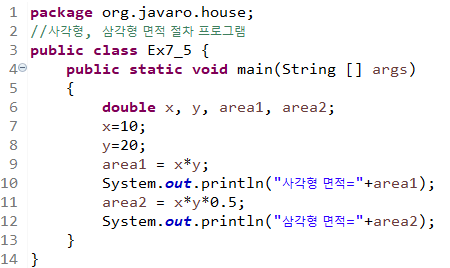 1 package org.javaro.house;
2 //사각형, 삼각형 면적 절차 프로그램
3 public class Ex7_5 {
4 public static void main(String [] args)
5 {
6 double x, y, area1, area2;
7 x=10;
8 y=20;
9 area1 = x*y;
10 System.out.println("사각형 면적="+area1);
11 area2 = x*y*0.5;
12 System.out.println("삼각형 면적="+area2);
13 }
14 }